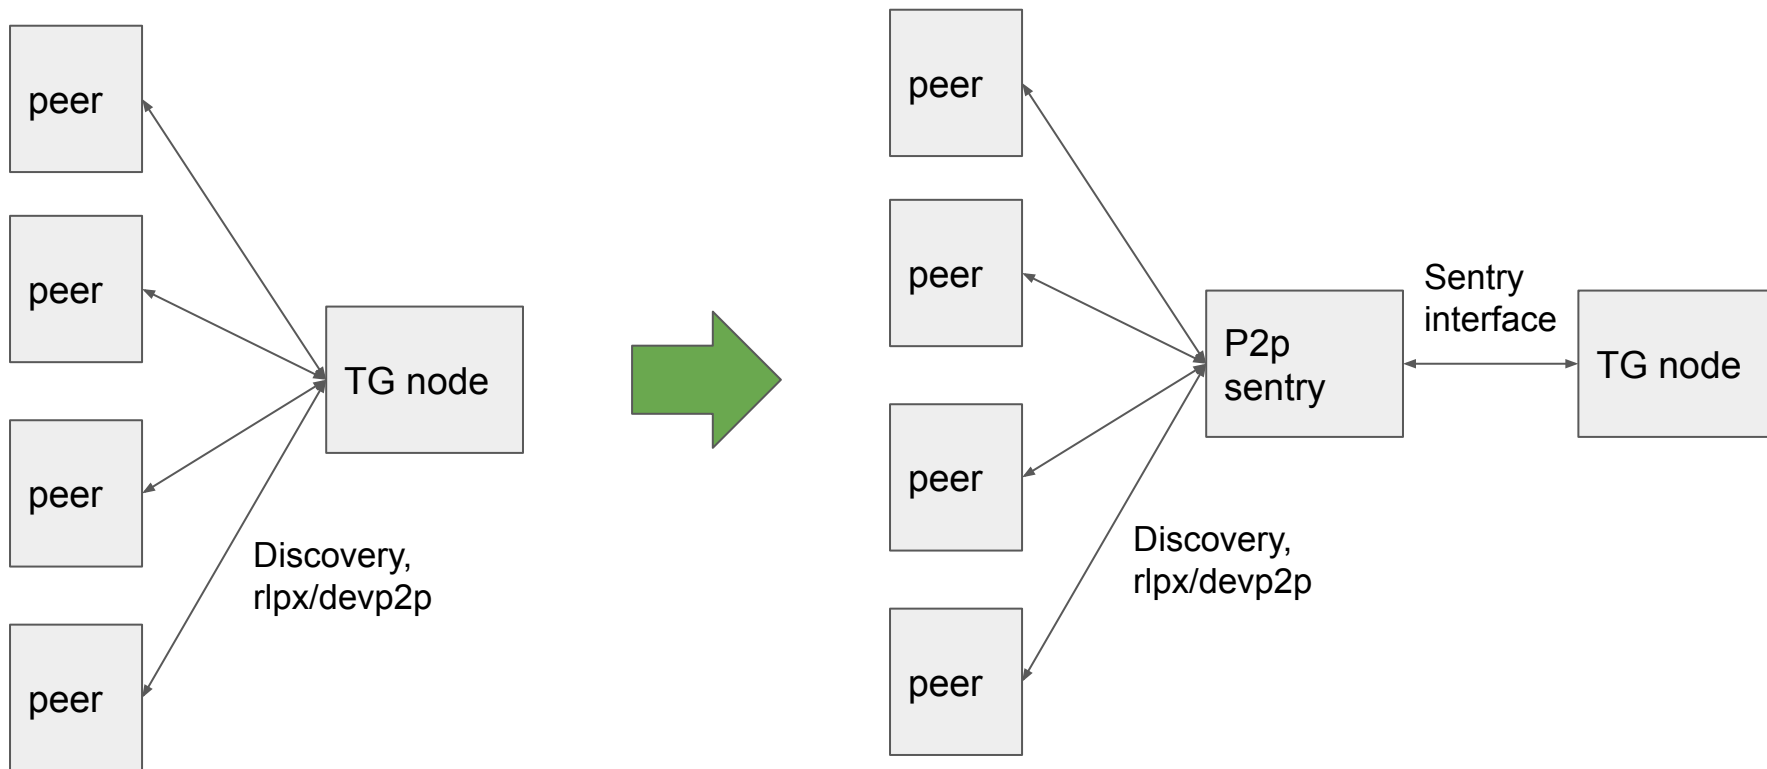 peer
peer
peer
peer
TG node
Discovery,
rlpx/devp2p
peer
peer
peer
peer
P2p
sentry
Sentry
interface
TG node
Discovery,
rlpx/devp2p